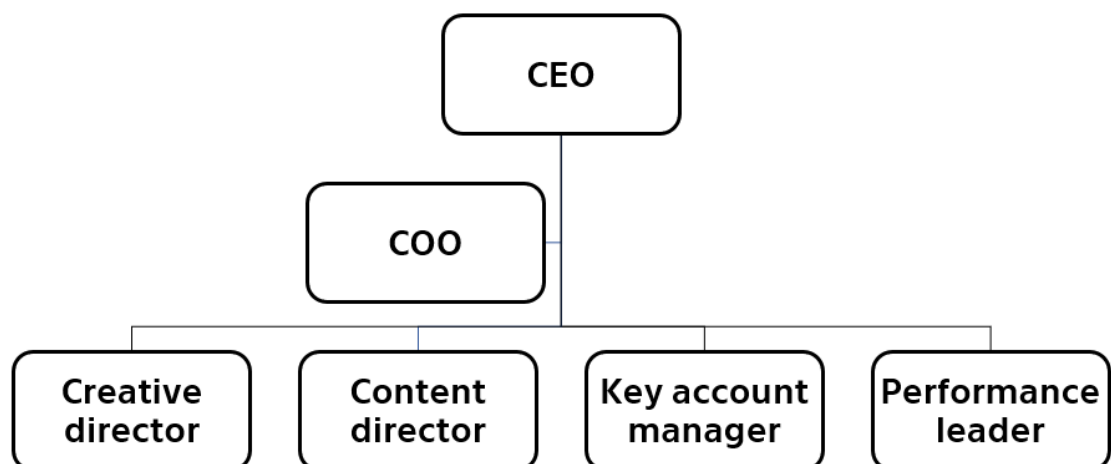 CEO
COO
Creative
director
Content
director
Key account
manager
Performance
leader